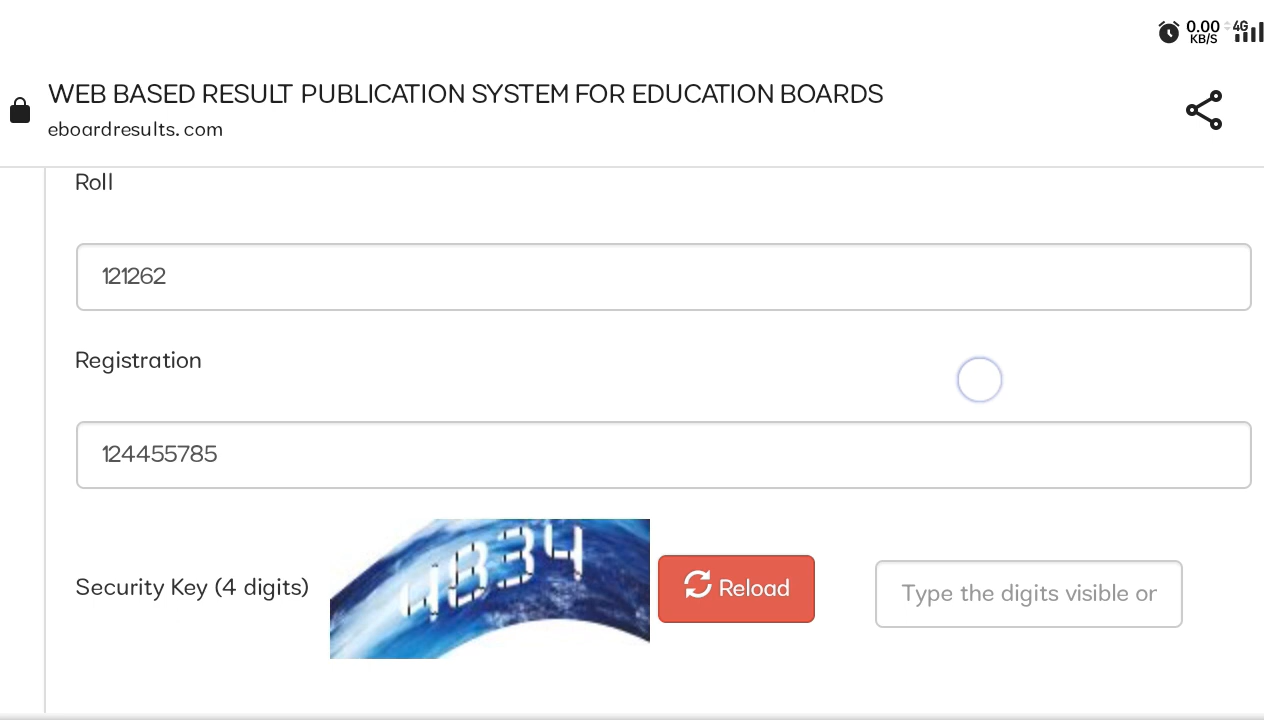 0.00
KB/S
4G
WEB BASED RESULT PUBLICATION SYSTEM FOR EDUCATION BOARDS
eboardresults. com
Roll
121262
Registration
124455785
Security Key (4 digits) 4834 Reload Type the digits visible or